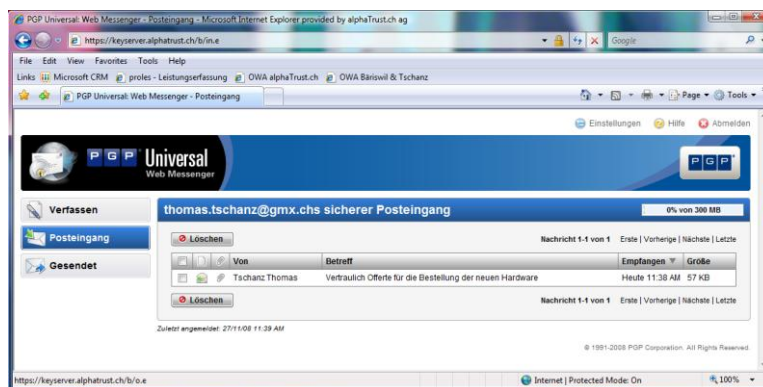 PGP Universal: Web Messenger - Posteingang - Microsoft Internet Explorer provided by alphaTrust.ch ag
https://keyserver.alphatrust.ch/b/in.e
Google
File Edit View Favorites Tools Help
Links Microsoft CRM proles - Leistungserfassung OWA alphaTrust.ch OWA Bäriswil & Tschanz
PGP Universal: Web Messenger - Posteingang
Page Tools
Einstellungen Hilfe Abmelden
PGP Universal
Web Messenger
PGP
Verfassen
Posteingang
Gesendet
thomas.tschanz@gmx.chs sicherer Posteingang 0% von 300 MB
Löschen Nachricht 1-1 von 1 Erste | Vorherige | Nächste | Letzte
Von Betreff Empfangen Größe
Tschanz Thomas Vertraulich Offerte für die Bestellung der neuen Hardware Heute 11:38 AM 57 KB
Löschen Nachricht 1-1 von 1 Erste | Vorherige | Nächste | Letzte
Zuletzt angemeldet: 27/11/08 11:39 AM
© 1991-2008 PGP Corporation. All Rights Reserved.
https://keyserver.alphatrust.ch/b/o.e Internet | Protected Mode: On 100%